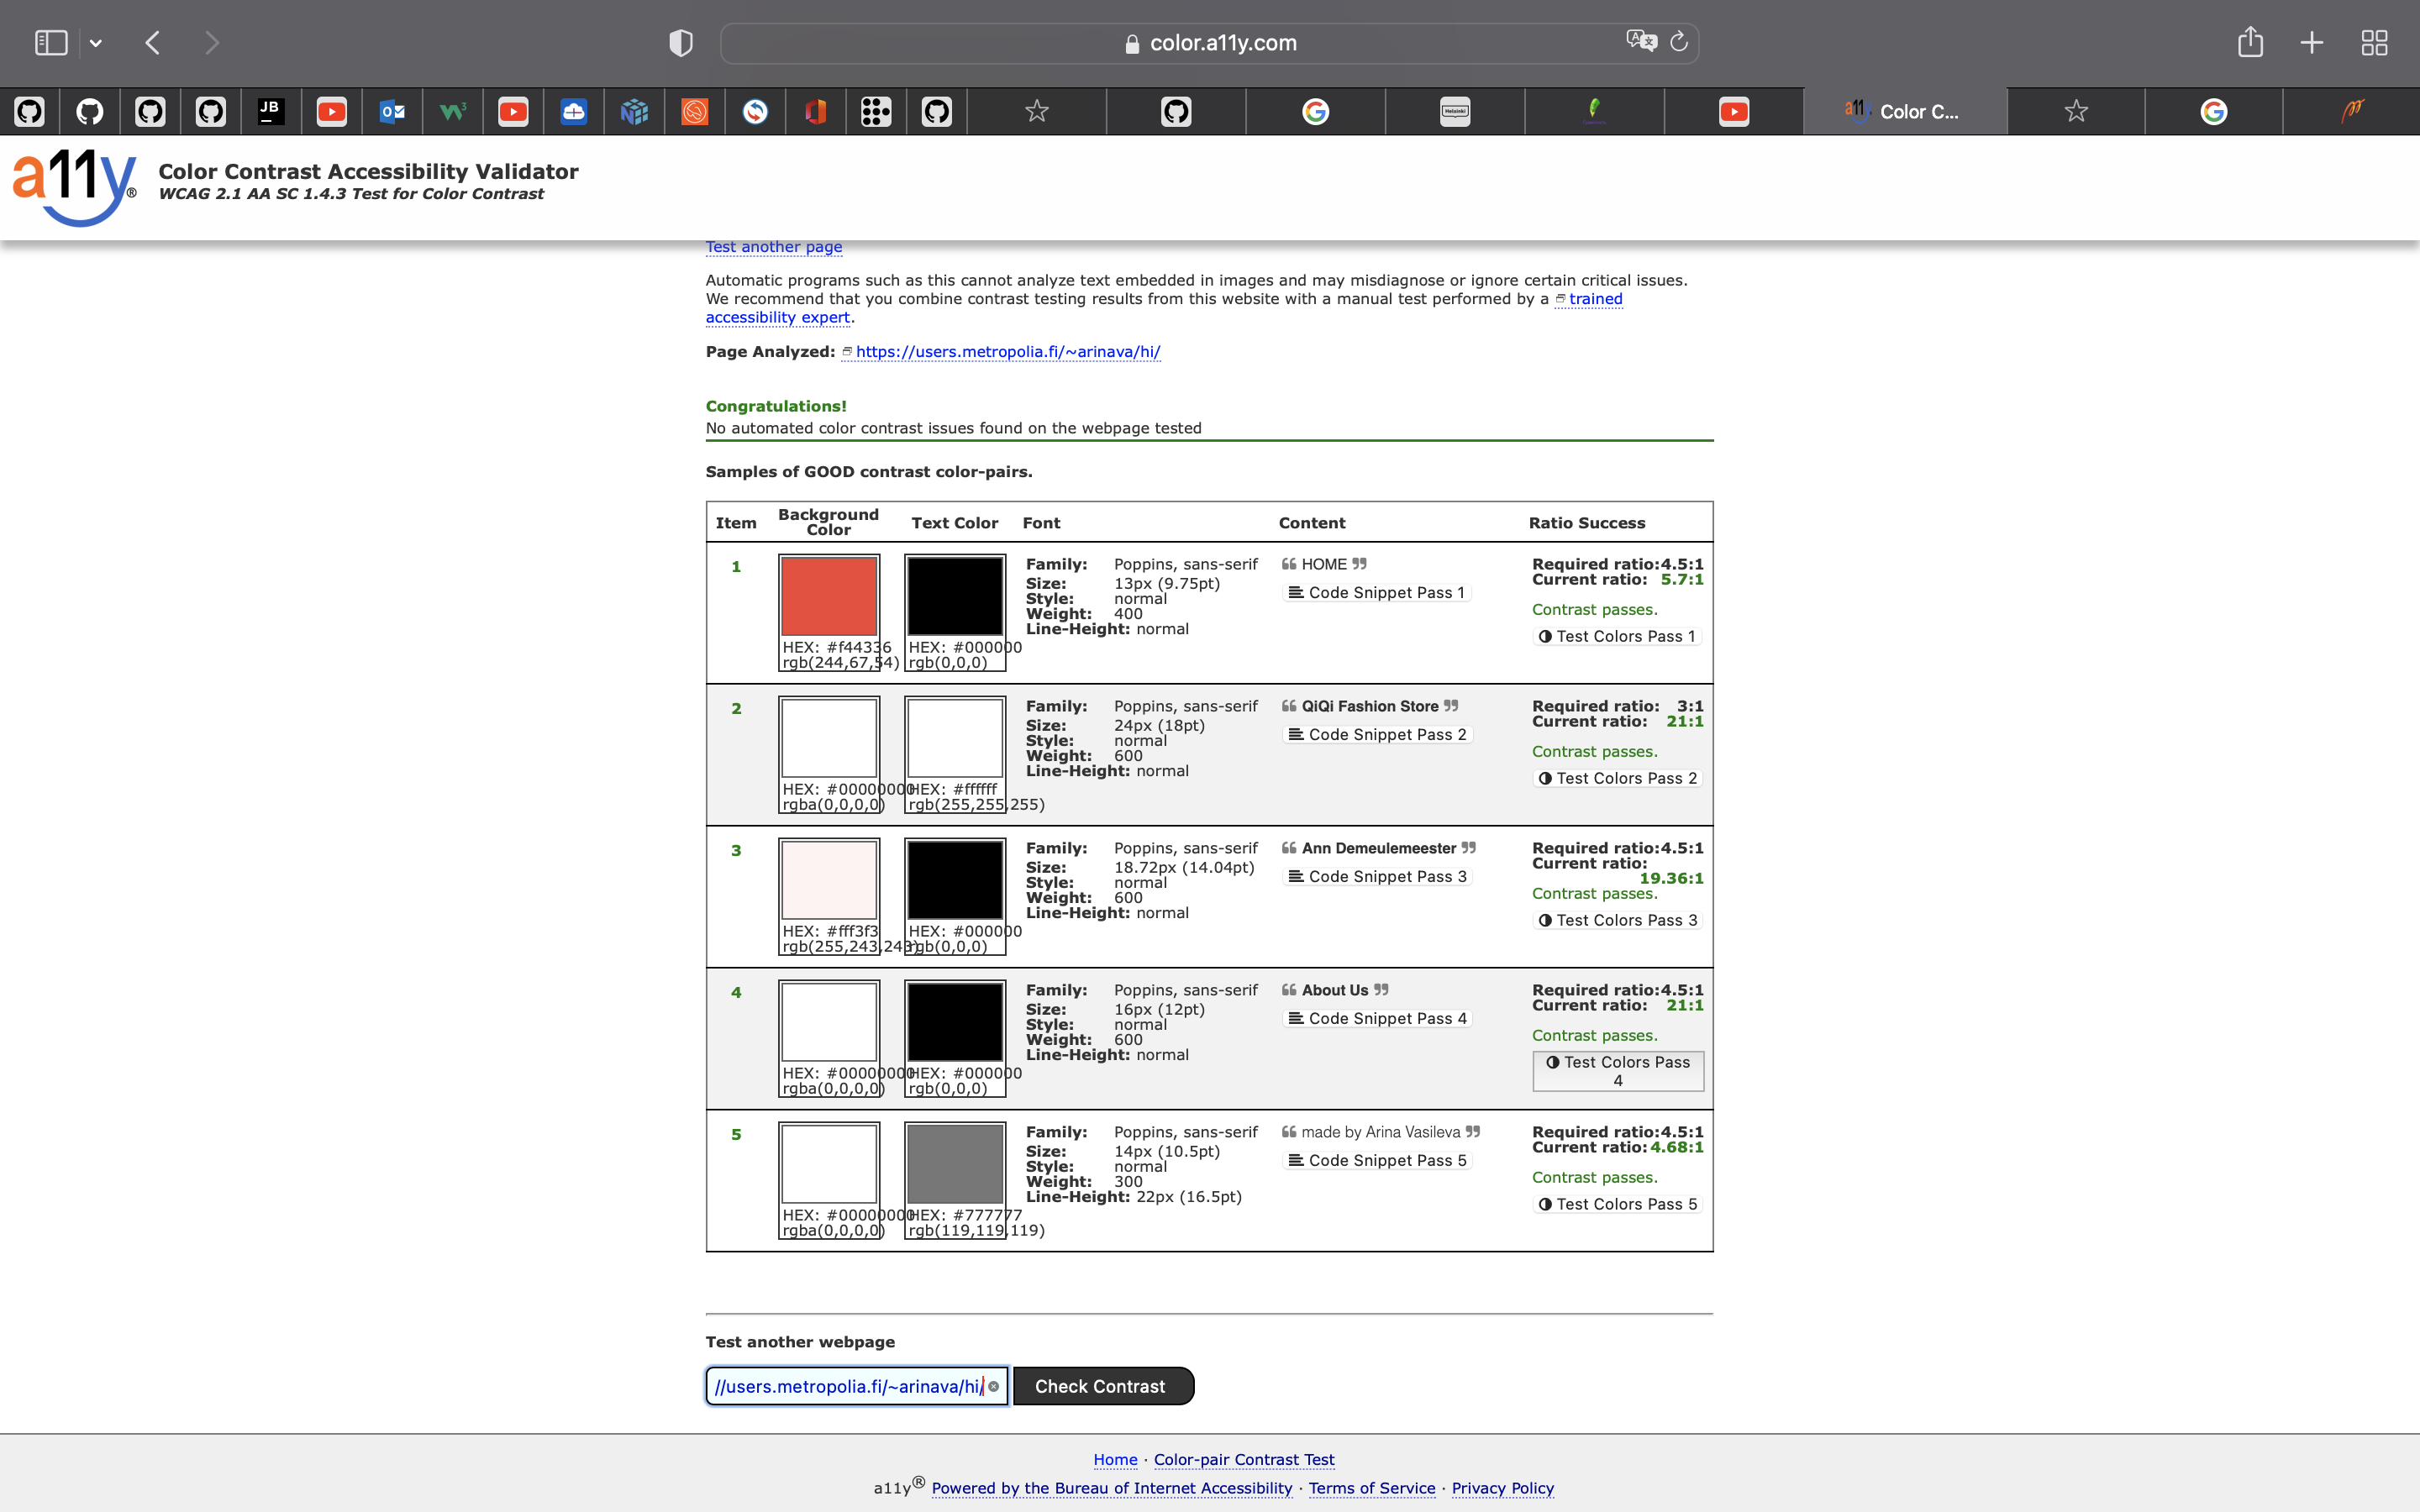 color.a11y.com
JB
Color C...
a11y®
Color Contrast Accessibility Validator
WCAG 2.1 AA SC 1.4.3 Test for Color Contrast
Test another page
Automatic programs such as this cannot analyze text embedded in images and may misdiagnose or ignore certain critical issues.
We recommend that you combine contrast testing results from this website with a manual test performed by a trained
accessibility expert.
Page Analyzed: https://users.metropolia.fi/~arinava/hi/
Congratulations!
No automated color contrast issues found on the webpage tested
Samples of GOOD contrast color-pairs.
Item Background Color Text Color Font Content Ratio Success
1
HEX: #f44336
rgb(244,67,54)
HEX: #000000
rgb(0,0,0)
Family: Poppins, sans-serif
Size: 13px (9.75pt)
Style: normal
Weight: 400
Line-Height: normal
HOME
Code Snippet Pass 1
Required ratio:4.5:1
Current ratio: 5.7:1
Contrast passes.
Test Colors Pass 1
2
HEX: #00000000
rgba(0,0,0,0)
HEX: #ffffff
rgb(255,255,255)
Family: Poppins, sans-serif
Size: 24px (18pt)
Style: normal
Weight: 600
Line-Height: normal
QiQi Fashion Store
Code Snippet Pass 2
Required ratio: 3:1
Current ratio: 21:1
Contrast passes.
Test Colors Pass 2
3
HEX: #fff3f3
rgb(255,243,243)
HEX: #000000
rgb(0,0,0)
Family: Poppins, sans-serif
Size: 18.72px (14.04pt)
Style: normal
Weight: 600
Line-Height: normal
Ann Demeulemeester
Code Snippet Pass 3
Required ratio:4.5:1
Current ratio:
19.36:1
Contrast passes.
Test Colors Pass 3
4
HEX: #00000000
rgba(0,0,0,0)
HEX: #000000
rgb(0,0,0)
Family: Poppins, sans-serif
Size: 16px (12pt)
Style: normal
Weight: 600
Line-Height: normal
About Us
Code Snippet Pass 4
Required ratio:4.5:1
Current ratio: 21:1
Contrast passes.
Test Colors Pass
4
5
HEX: #00000000
rgba(0,0,0,0)
HEX: #777777
rgb(119,119,119)
Family: Poppins, sans-serif
Size: 14px (10.5pt)
Style: normal
Weight: 300
Line-Height: 22px (16.5pt)
made by Arina Vasileva
Code Snippet Pass 5
Required ratio:4.5:1
Current ratio: 4.68:1
Contrast passes.
Test Colors Pass 5
Test another webpage
//users.metropolia.fi/~arinava/hi/
Check Contrast
Home · Color-pair Contrast Test
a11y® Powered by the Bureau of Internet Accessibility · Terms of Service · Privacy Policy